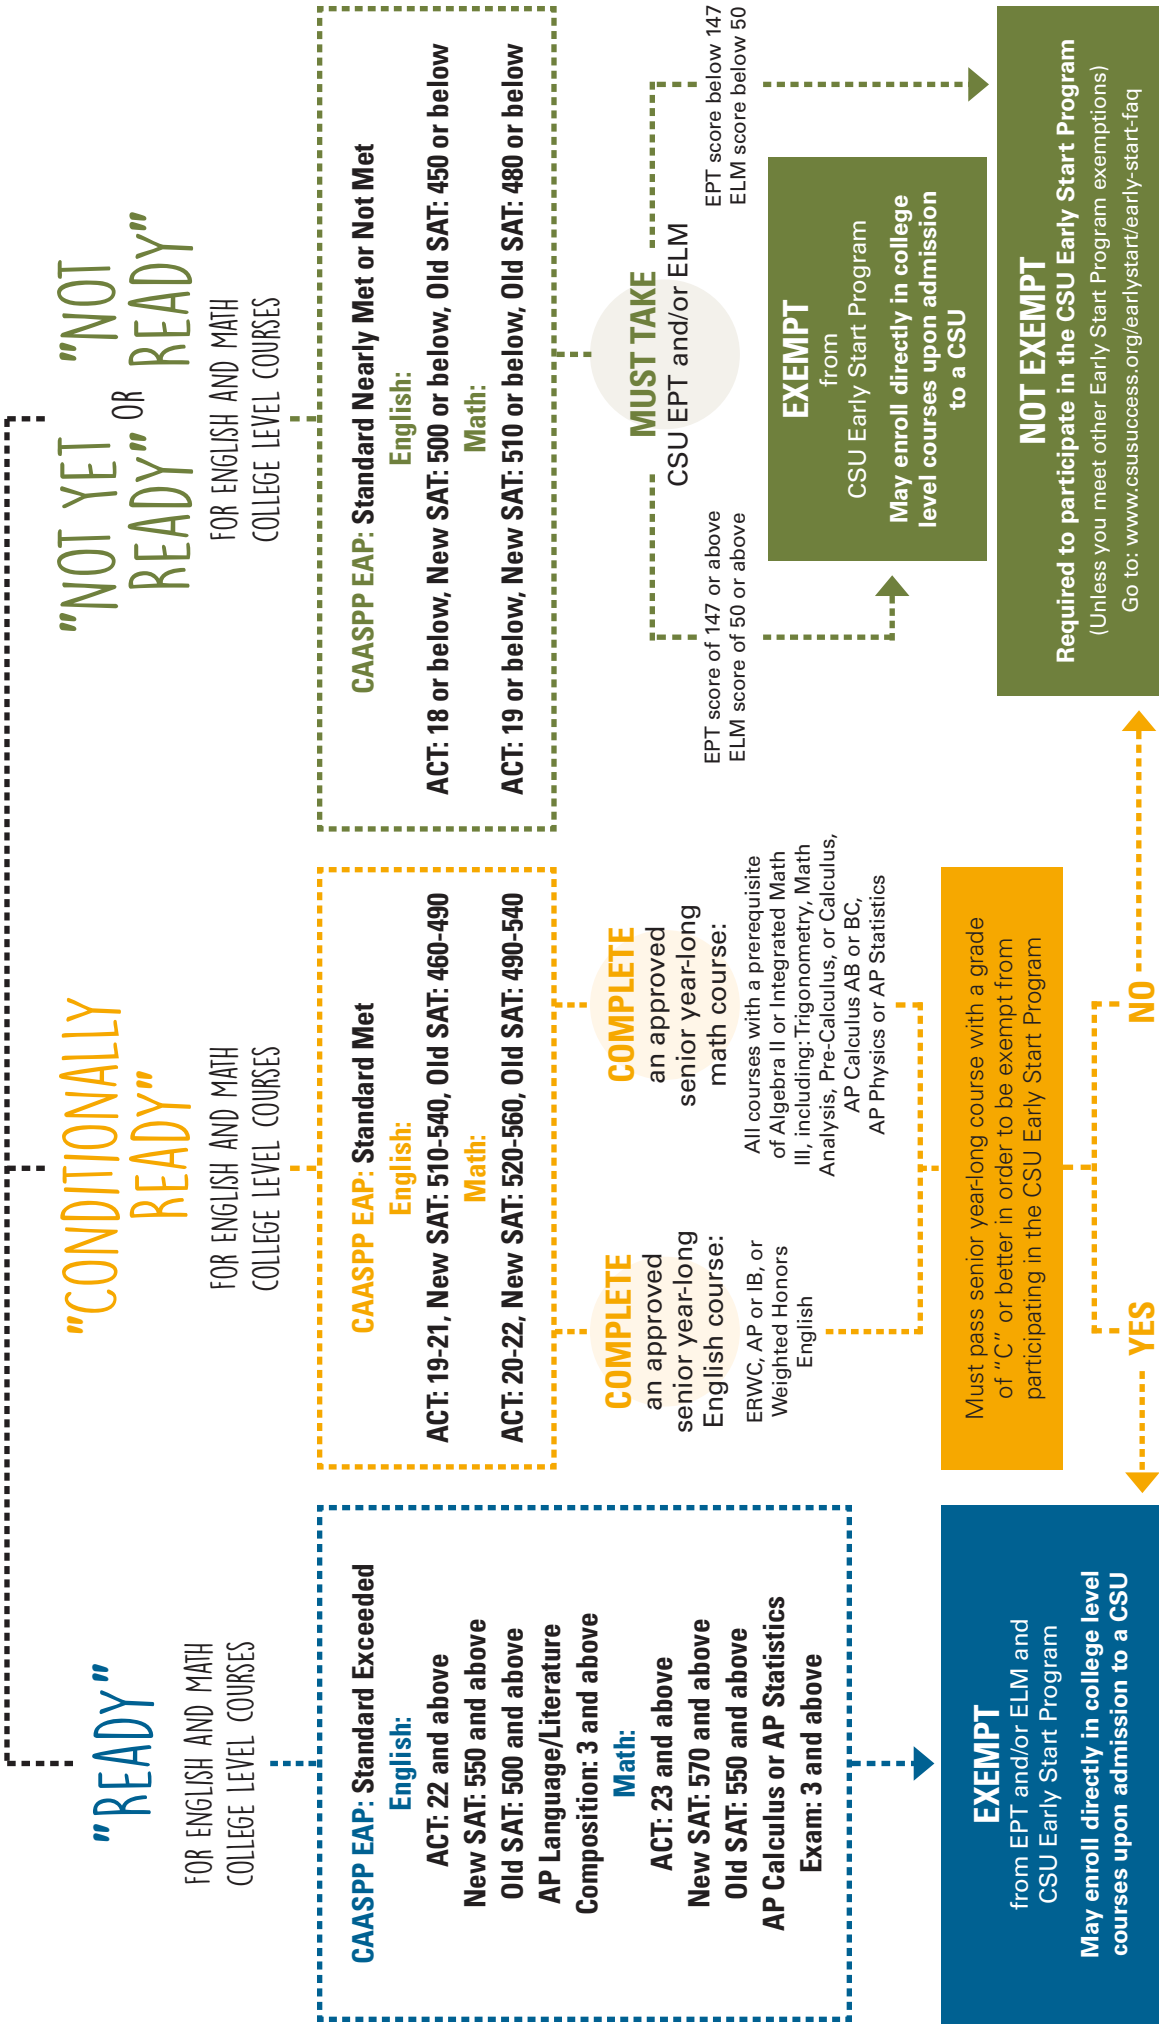 "READY"
FOR ENGLISH AND MATH
COLLEGE LEVEL COURSES
CAASPP EAP: Standard Exceeded
English:
ACT: 22 and above
New SAT: 550 and above
Old SAT: 500 and above
AP Language/Literature
Composition: 3 and above
Math:
ACT: 23 and above
New SAT: 570 and above
Old SAT: 550 and above
AP Calculus or AP Statistics
Exam: 3 and above
EXEMPT
from EPT and/or ELM and
CSU Early Start Program
May enroll directly in college level
courses upon admission to a CSU
"CONDITIONALLY
READY"
FOR ENGLISH AND MATH
COLLEGE LEVEL COURSES
CAASPP EAP: Standard Met
English:
ACT: 19-21, New SAT: 510-540, Old SAT: 460-490
Math:
ACT: 20-22, New SAT: 520-560, Old SAT: 490-540
COMPLETE
an approved
senior year-long
English course:
ERWC, AP or IB, or
Weighted Honors
English
COMPLETE
an approved
senior year-long
math course:
All courses with a prerequisite
of Algebra II or Integrated Math
III, including: Trigonometry, Math
Analysis, Pre-Calculus, or Calculus,
AP Calculus AB or BC,
AP Physics or AP Statistics
Must pass senior year-long course with a grade
of "C" or better in order to be exempt from
participating in the CSU Early Start Program
YES
NO
"NOT YET
READY"
OR
"NOT
READY"
FOR ENGLISH AND MATH
COLLEGE LEVEL COURSES
CAASPP EAP: Standard Nearly Met or Not Met
English:
ACT: 18 or below, New SAT: 500 or below, Old SAT: 450 or below
Math:
ACT: 19 or below, New SAT: 510 or below, Old SAT: 480 or below
MUST TAKE
CSU EPT and/or ELM
EPT score of 147 or above
ELM score of 50 or above
EPT score below 147
ELM score below 50
EXEMPT
from
CSU Early Start Program
May enroll directly in college
level courses upon admission
to a CSU
NOT EXEMPT
Required to participate in the CSU Early Start Program
(Unless you meet other Early Start Program exemptions)
Go to: www.csusuccess.org/earlystart/early-start-faq